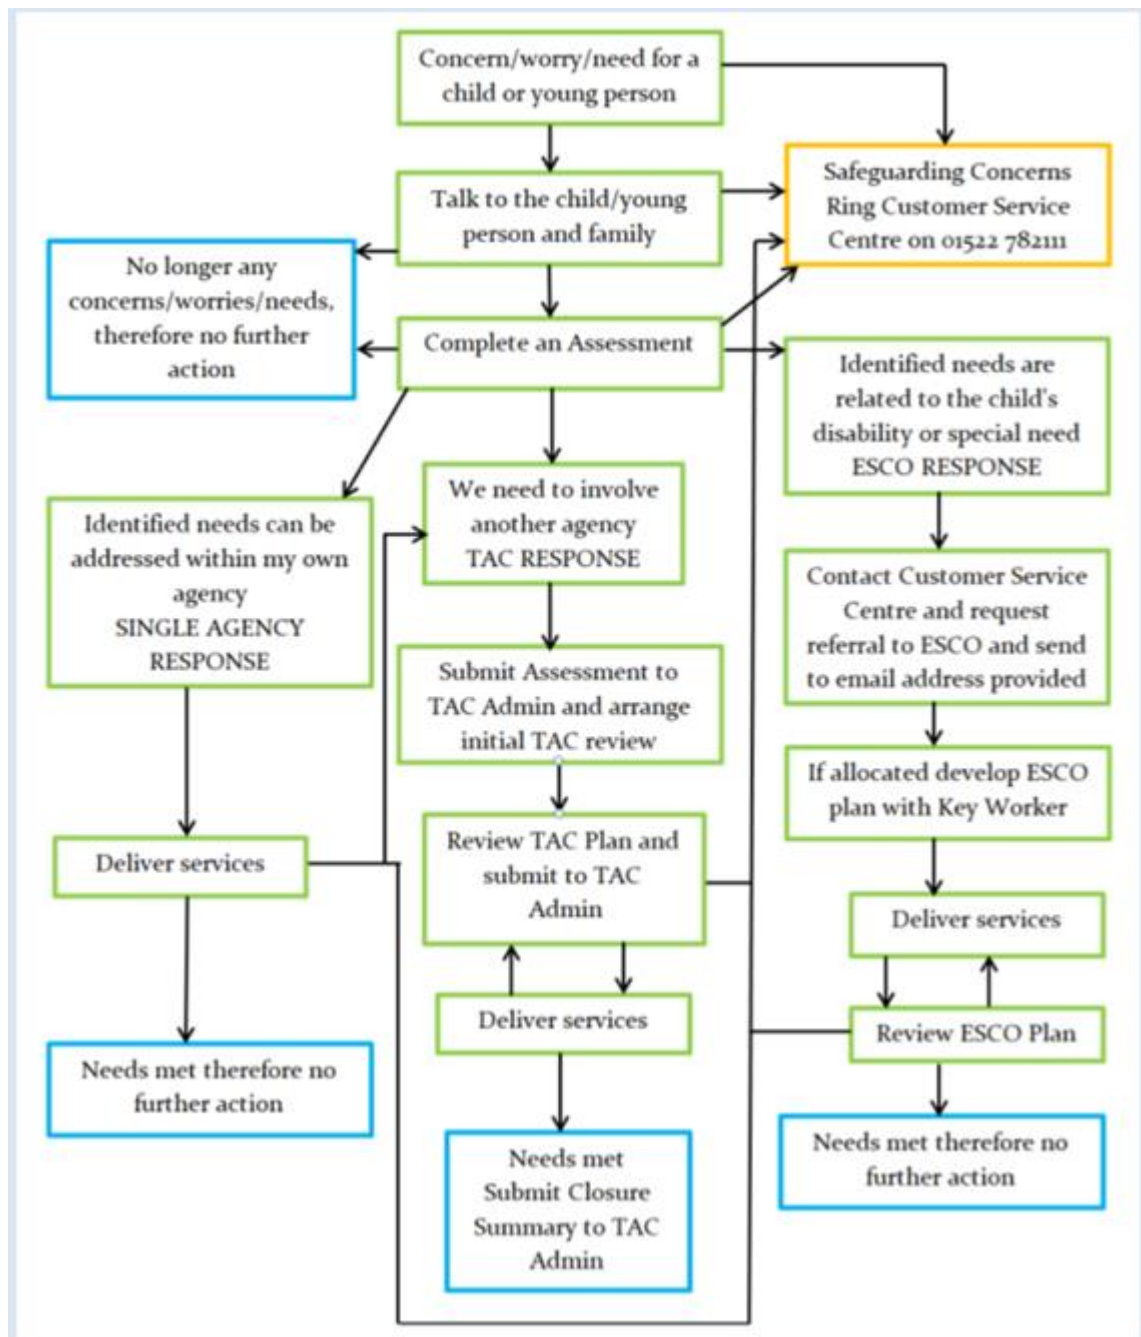 Concern/worry/need for a
child or young person
Safeguarding Concerns
Ring Customer Service
Centre on 01522 782111
Talk to the child/young
person and family
No longer any
concerns/worries/needs,
therefore no further
action
Complete an Assessment
Identified needs are
related to the child's
disability or special need
ESCO RESPONSE
We need to involve
another agency
TAC RESPONSE
Identified needs can be
addressed within my own
agency
SINGLE AGENCY
RESPONSE
Contact Customer Service
Centre and request
referral to ESCO and send
to email address provided
Submit Assessment to
TAC Admin and arrange
initial TAC review
If allocated develop ESCO
plan with Key Worker
Review TAC Plan and
submit to TAC
Admin
Deliver services
Deliver services
Deliver services
Review ESCO Plan
Needs met therefore no
further action
Needs met
Submit Closure
Summary to TAC
Admin
Needs met therefore no
further action